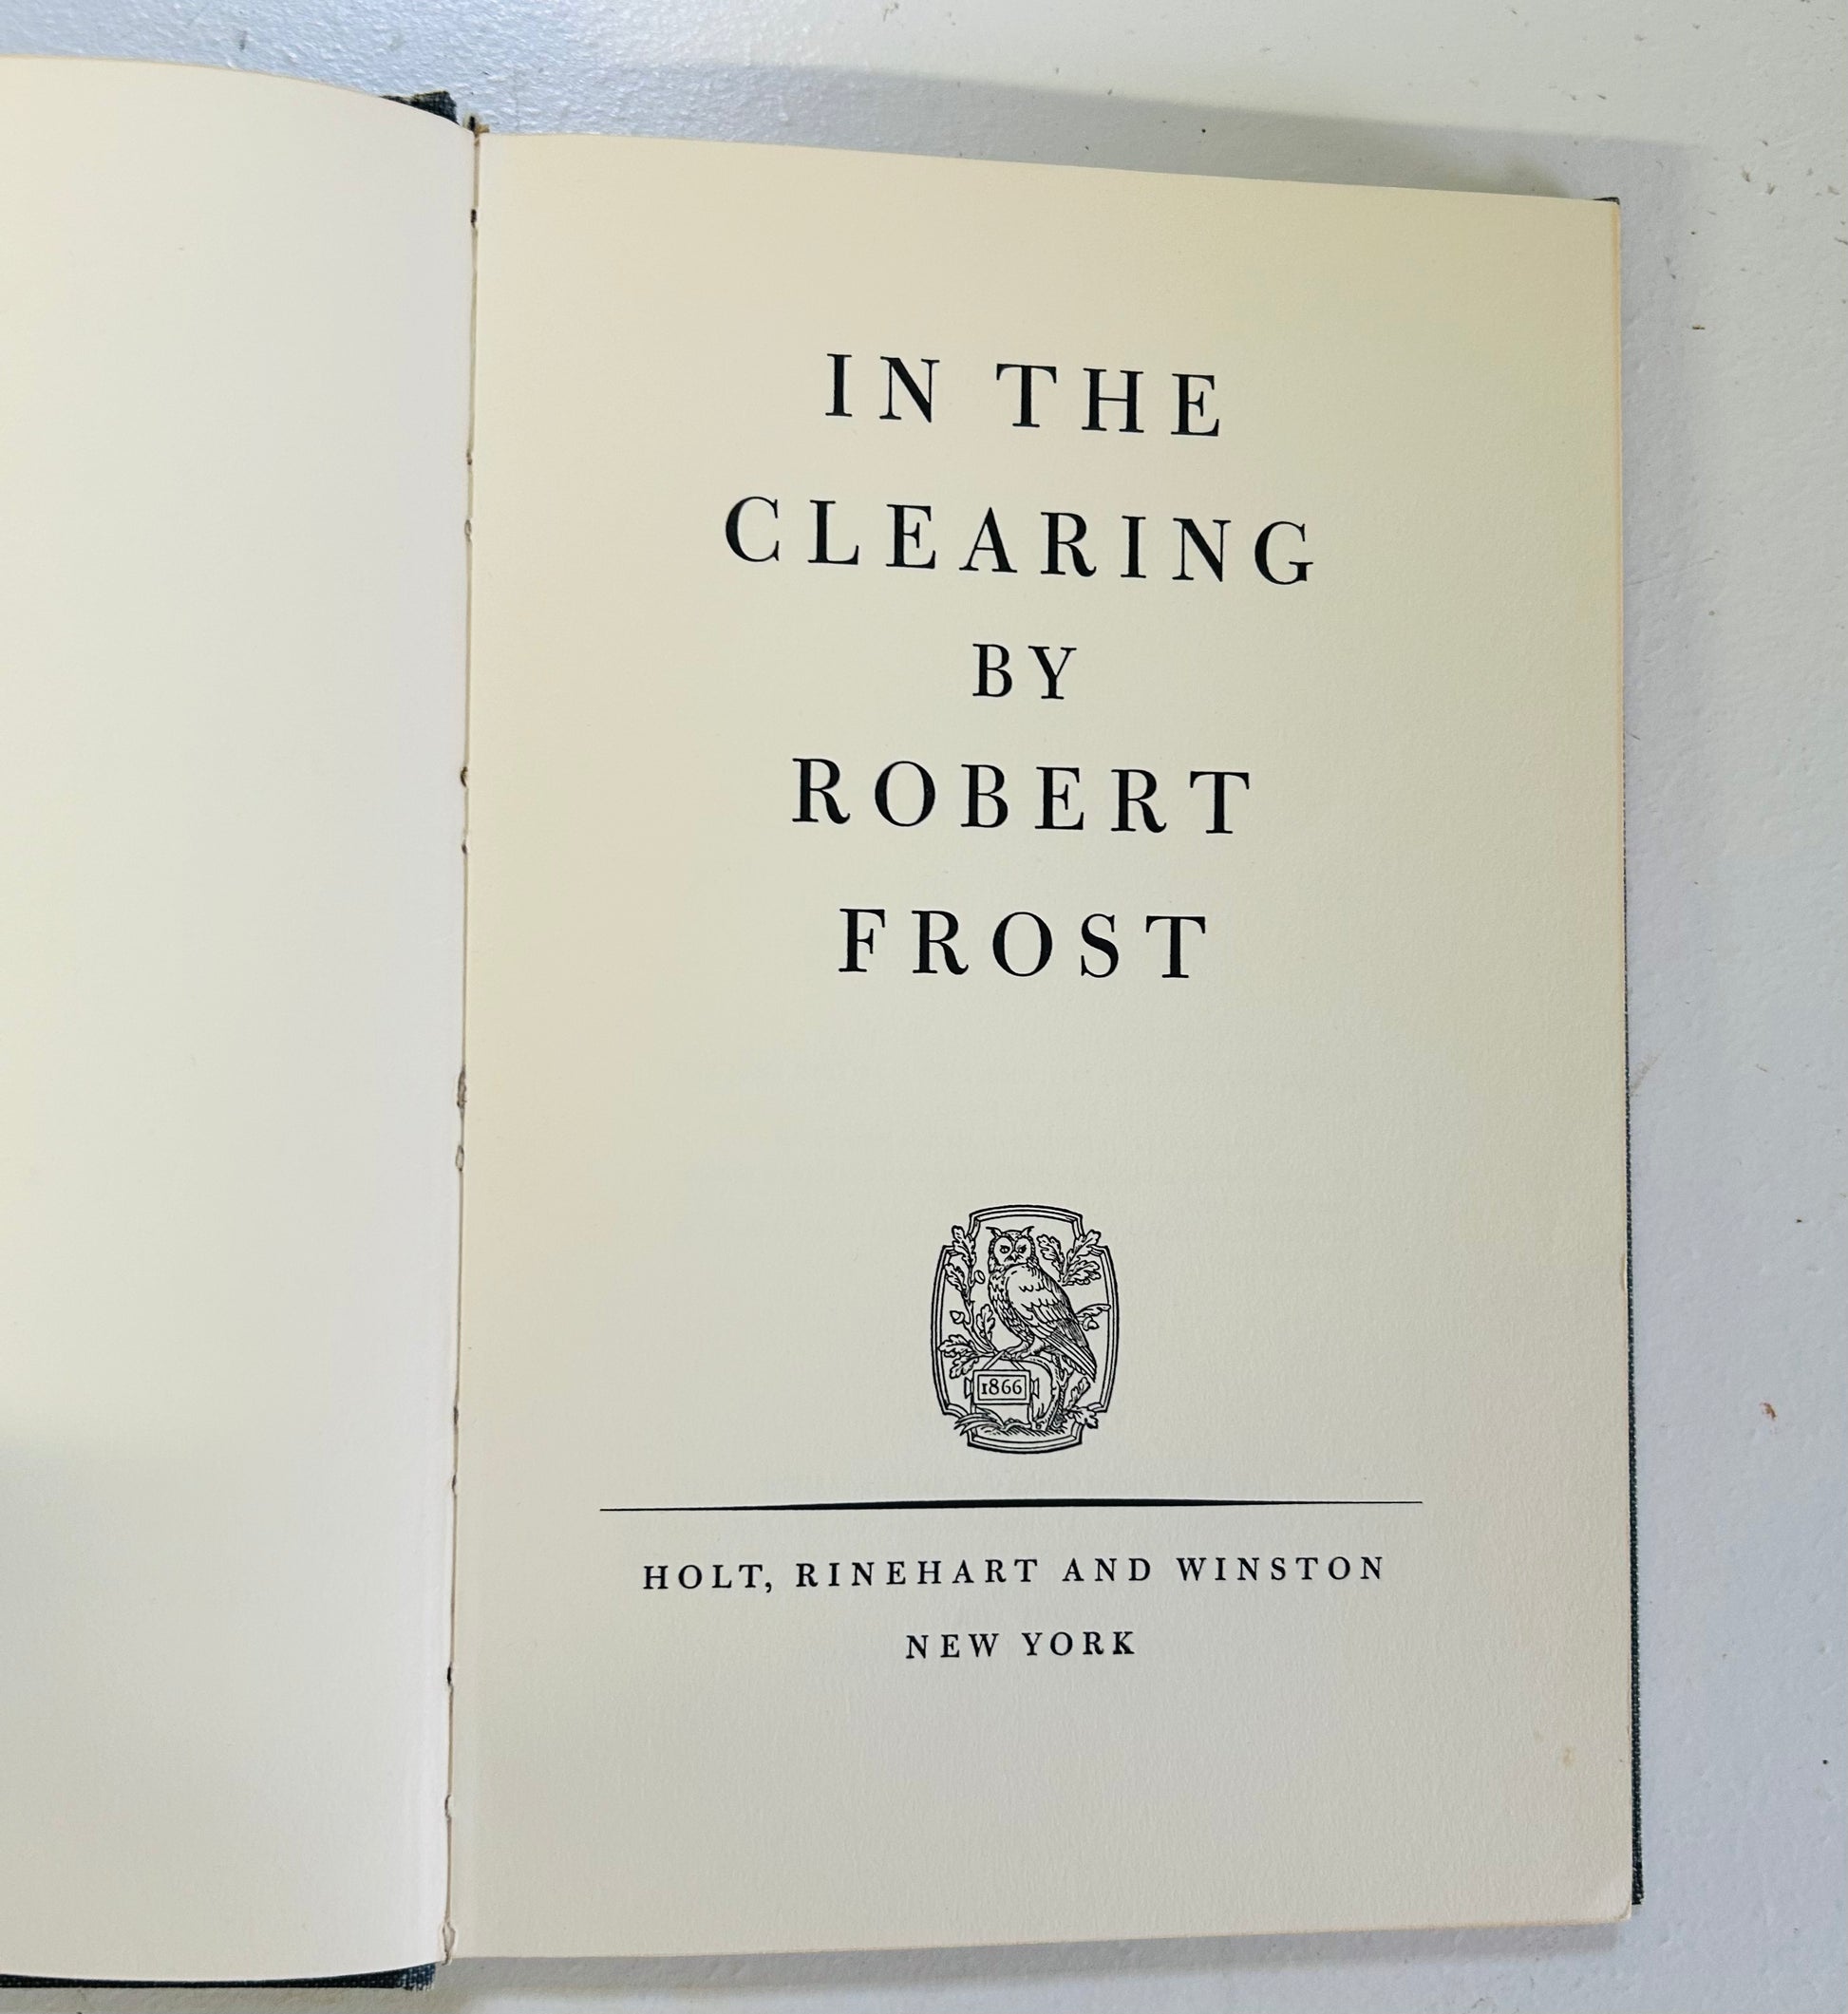 IN THE
CLEARING
BY
ROBERT
FROST
1866
HOLT, RINEHART AND WINSTON
NEW YORK